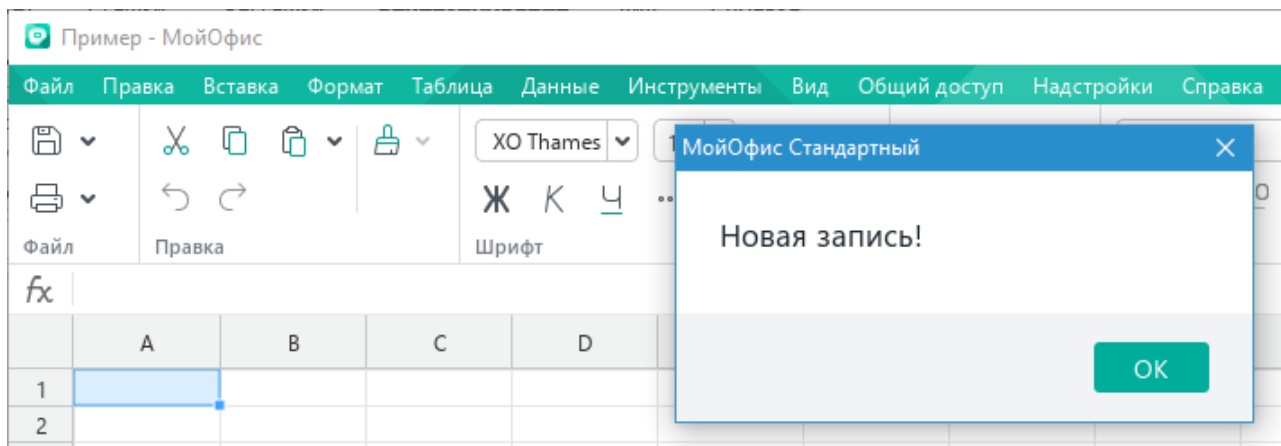 Пример - МойОфис
Файл Правка Вставка Формат Таблица Данные Инструменты Вид Общий доступ Надстройки Справка
XO Thames
МойОфис Стандартный
Ж К Ч
Новая запись!
Файл Правка Шрифт
fx
A B C D
OK
1
2